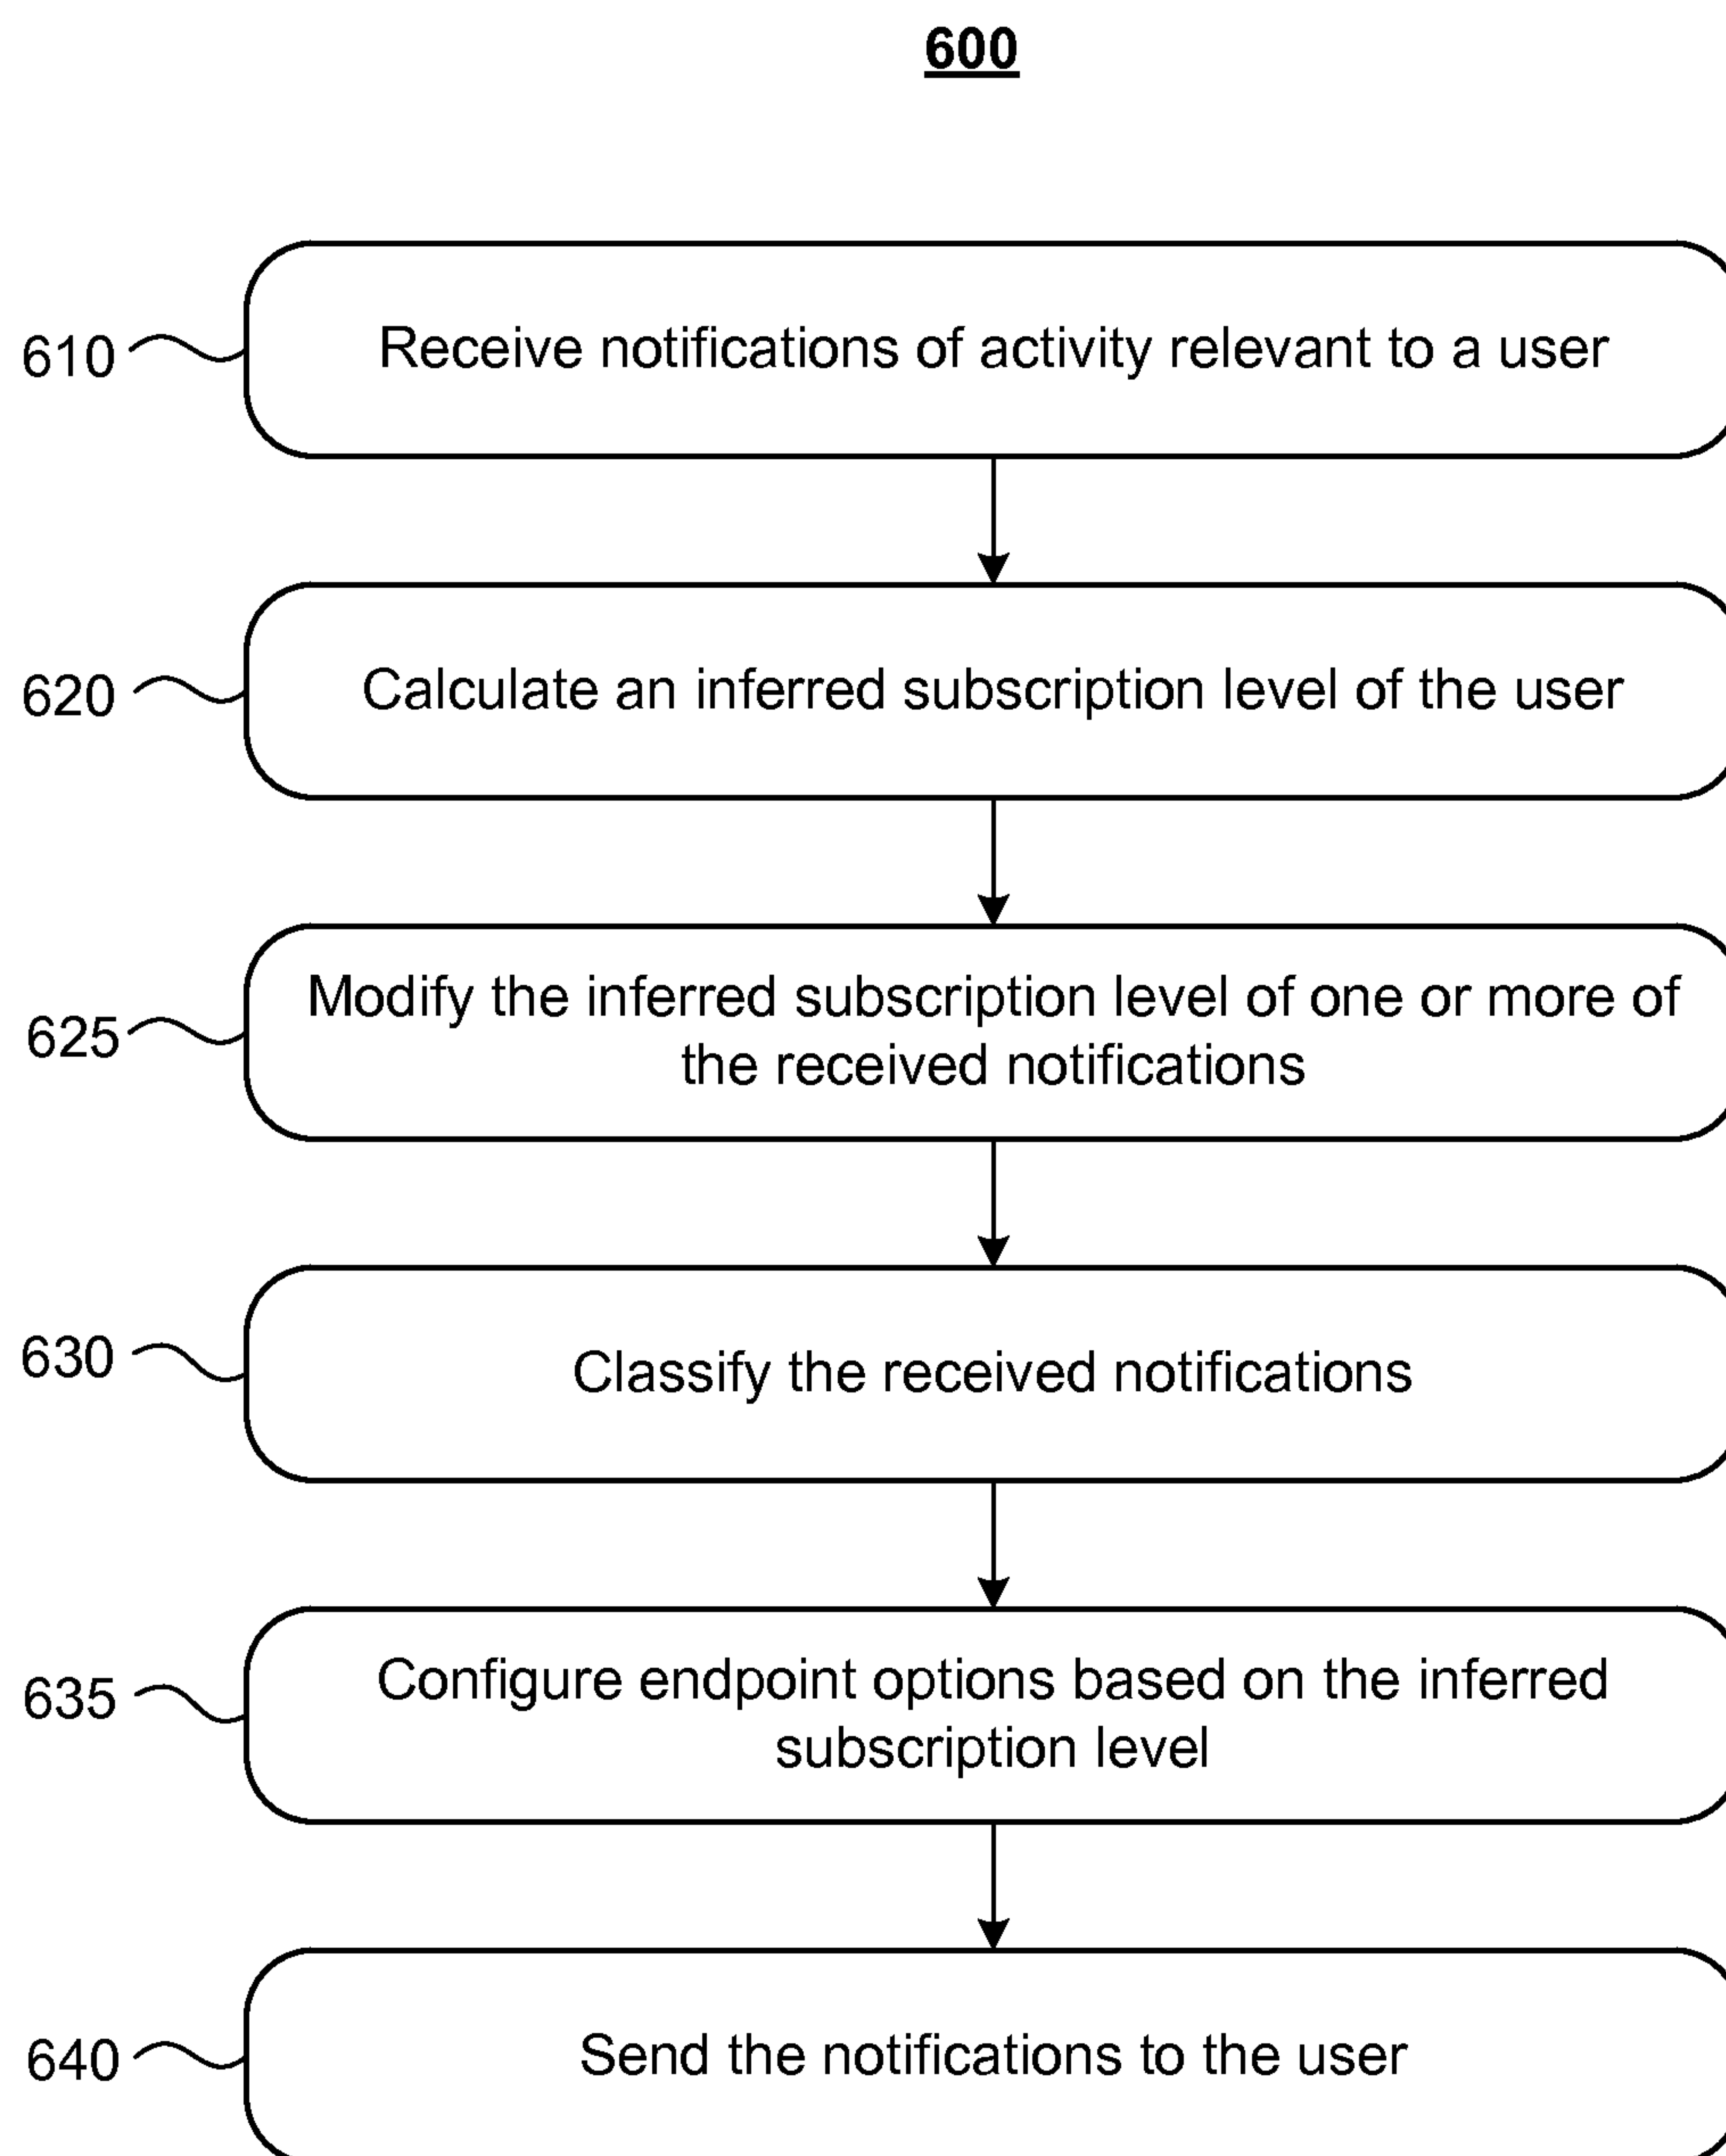 600
610
Receive notifications of activity relevant to a user
620
Calculate an inferred subscription level of the user
625
Modify the inferred subscription level of one or more of
the received notifications
630
Classify the received notifications
635
Configure endpoint options based on the inferred
subscription level
640
Send the notifications to the user